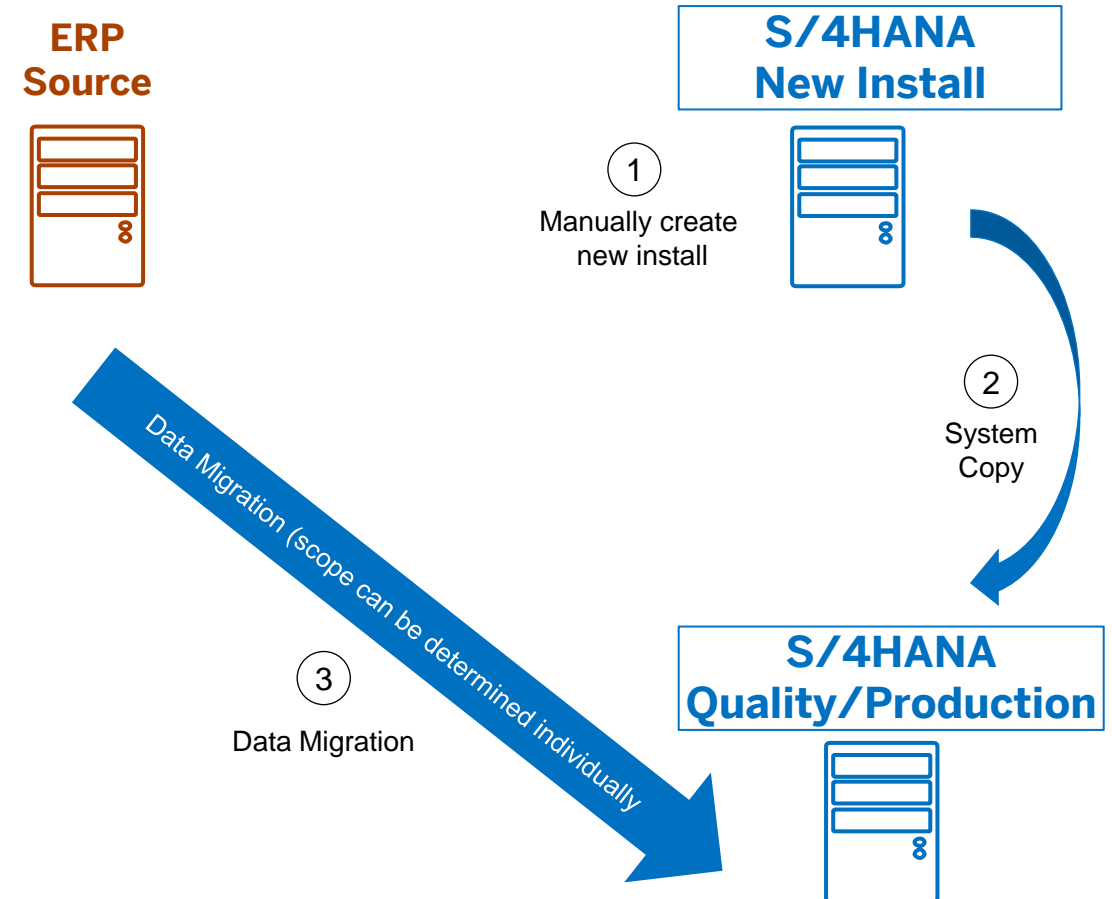 ERP
Source
S/4HANA
New Install
1
Manually create
new install
2
System
Copy
Data Migration (scope can be determined individually
3
Data Migration
S/4HANA
Quality/Production